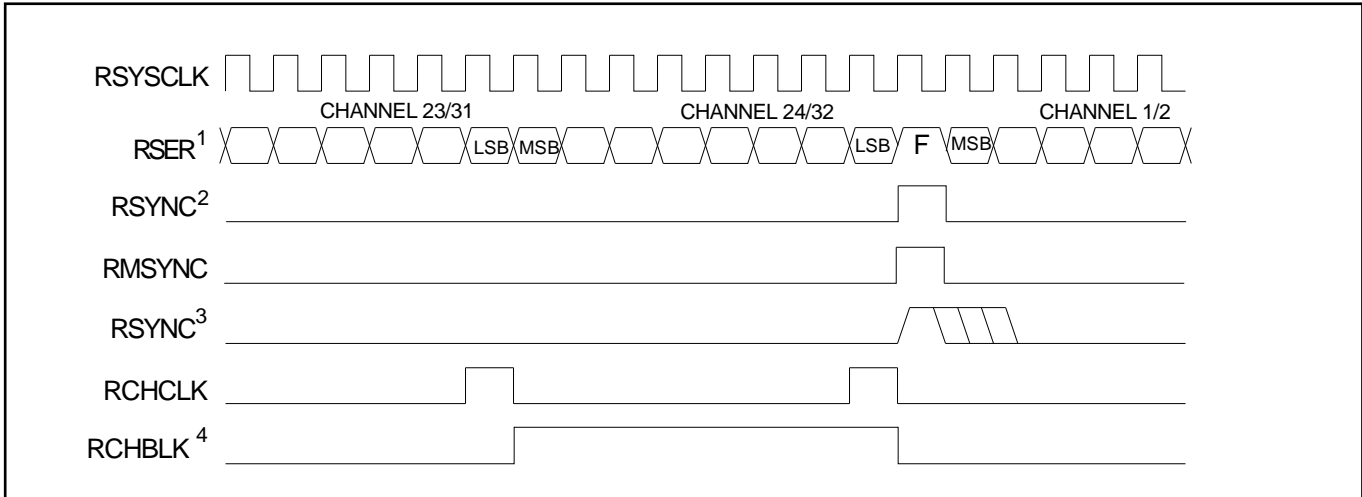 RSYSCLK
CHANNEL 23/31 CHANNEL 24/32 CHANNEL 1/2
RSER1 LSB MSB LSB F MSB
RSYNC2
RMSYNC
RSYNC3
RCHCLK
RCHBLK 4